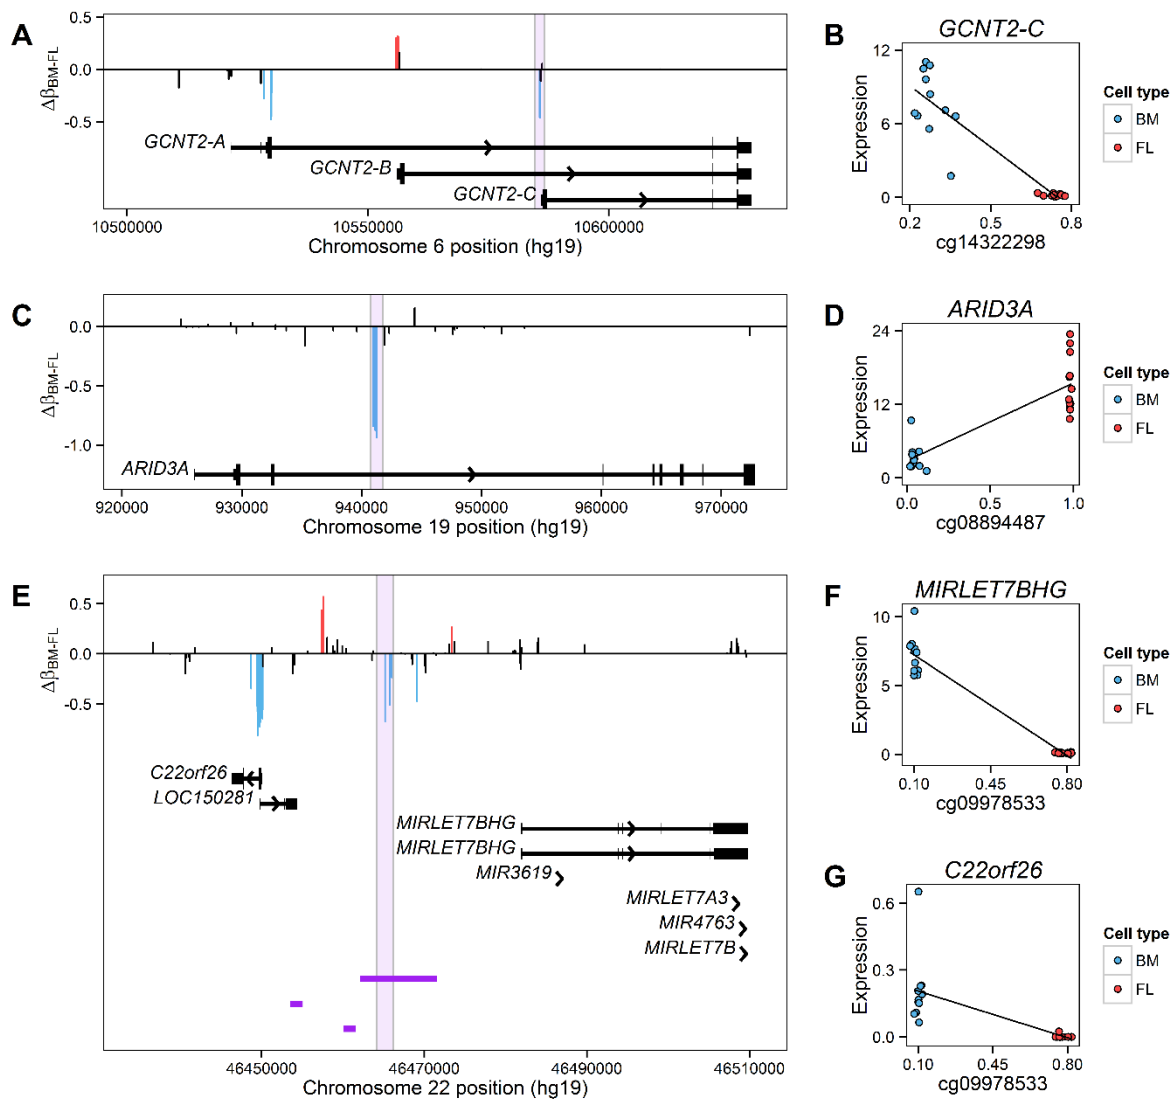 A
0.5
0.0
-0.5
ΔβBM-FL
GCNT2-A
GCNT2-B
GCNT2-C
10500000 10550000 10600000
Chromosome 6 position (hg19)
B
GCNT2-C
12
6
0
Expression
0.2 0.5 0.8
cg14322298
Cell type
BM
FL
C
0.0
-0.5
-1.0
ΔβBM-FL
ARID3A
920000 930000 940000 950000 960000 970000
Chromosome 19 position (hg19)
D
ARID3A
24
12
0
Expression
0.0 0.5 1.0
cg08894487
Cell type
BM
FL
E
0.5
0.0
-0.5
ΔβBM-FL
C22orf26
LOC150281
MIRLET7BHG
MIRLET7BHG
MIR3619
MIRLET7A3
MIR4763
MIRLET7B
46450000 46470000 46490000 46510000
Chromosome 22 position (hg19)
F
MIRLET7BHG
10
5
0
Expression
0.10 0.45 0.80
cg09978533
Cell type
BM
FL
G
C22orf26
0.6
0.3
0.0
Expression
0.10 0.45 0.80
cg09978533
Cell type
BM
FL